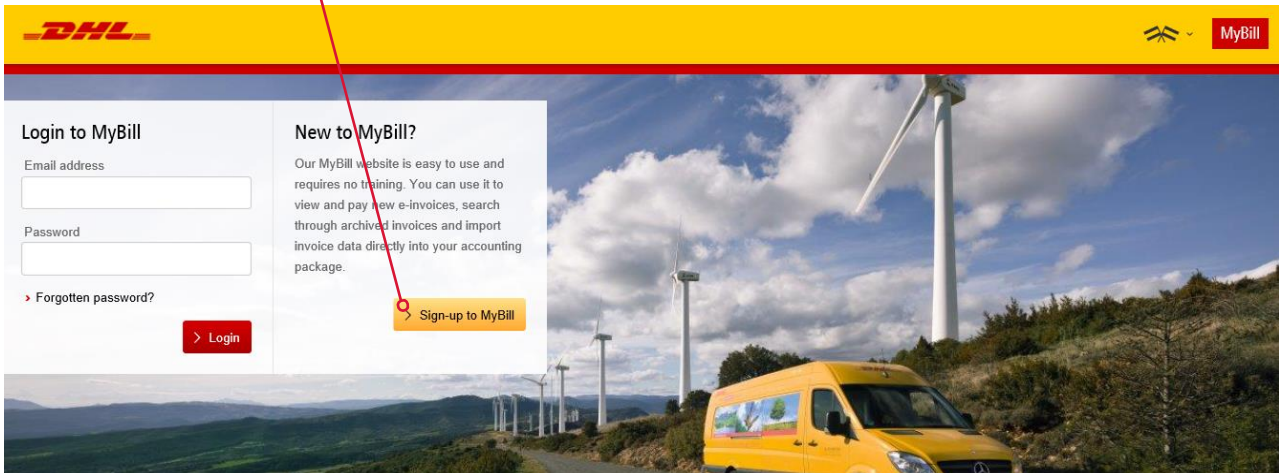 DHL
MyBill
Login to MyBill
Email address
Password
Forgotten password?
Login
New to MyBill?
Our MyBill website is easy to use and
requires no training. You can use it to
view and pay new e-invoices, search
through archived invoices and import
invoice data directly into your accounting
package.
Sign-up to MyBill